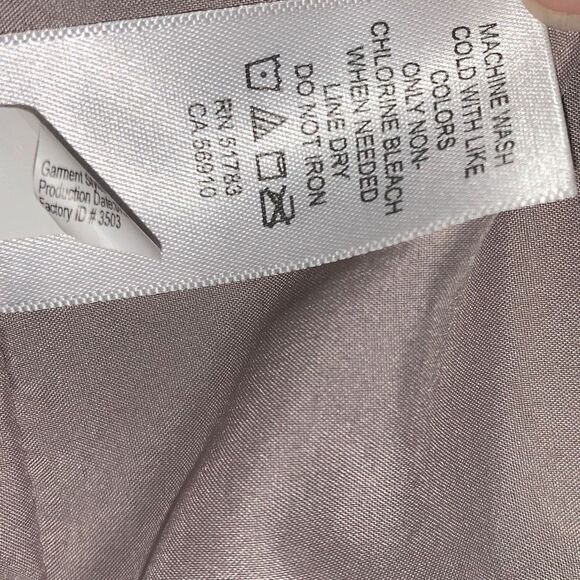 MACHINE WASH
COLD WITH LIKE
COLORS
ONLY NON-
CHLORINE BLEACH
WHEN NEEDED
LINE DRY
DO NOT IRON
RN 51783
CA 56910
Garment
Production Date
Factory ID # 3503